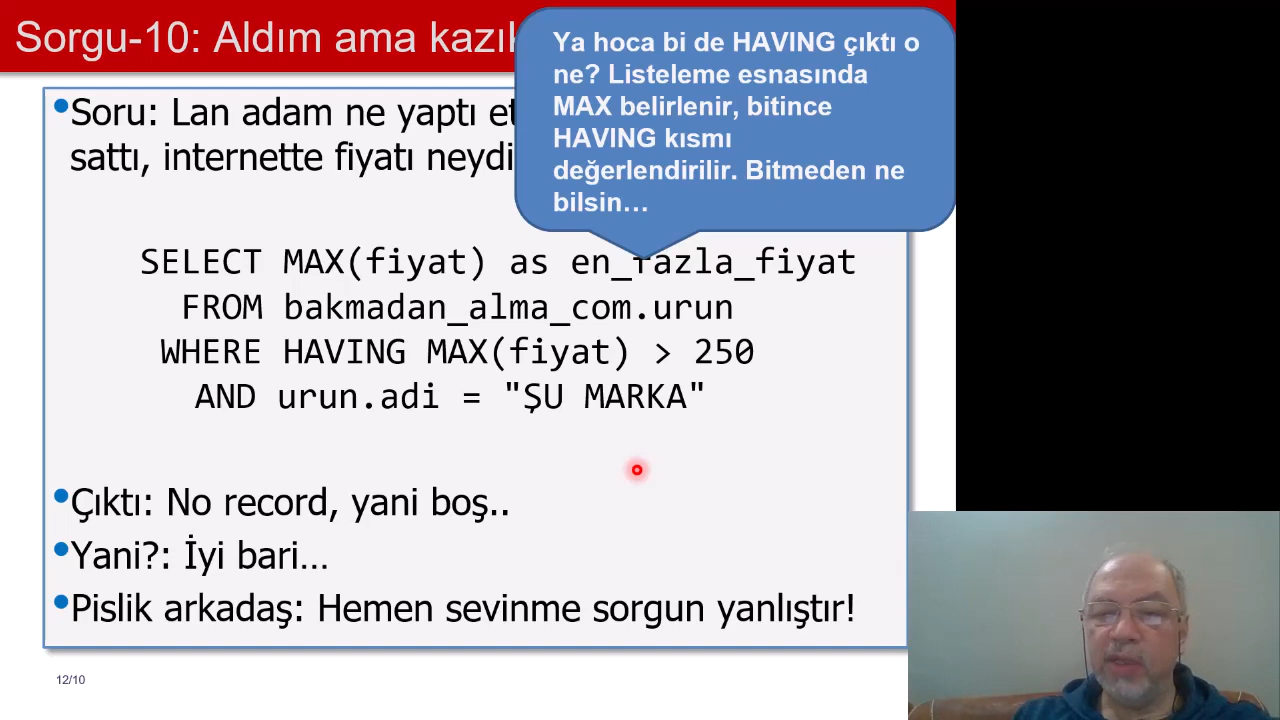 Sorgu-10: Aldım ama kazık
Ya hoca bi de HAVING çıktı o
ne? Listeleme esnasında
MAX belirlenir, bitince
HAVING kısmı
değerlendirilir. Bitmeden ne
bilsin…
•Soru: Lan adam ne yaptı et
sattı, internette fiyatı neydi
SELECT MAX(fiyat) as en_fazla_fiyat
FROM bakmadan_alma_com.urun
WHERE HAVING MAX(fiyat) > 250
AND urun.adi = "ŞU MARKA"
•Çıktı: No record, yani boş..
•Yani?: İyi bari…
•Pislik arkadaş: Hemen sevinme sorgun yanlıştır!
12/10